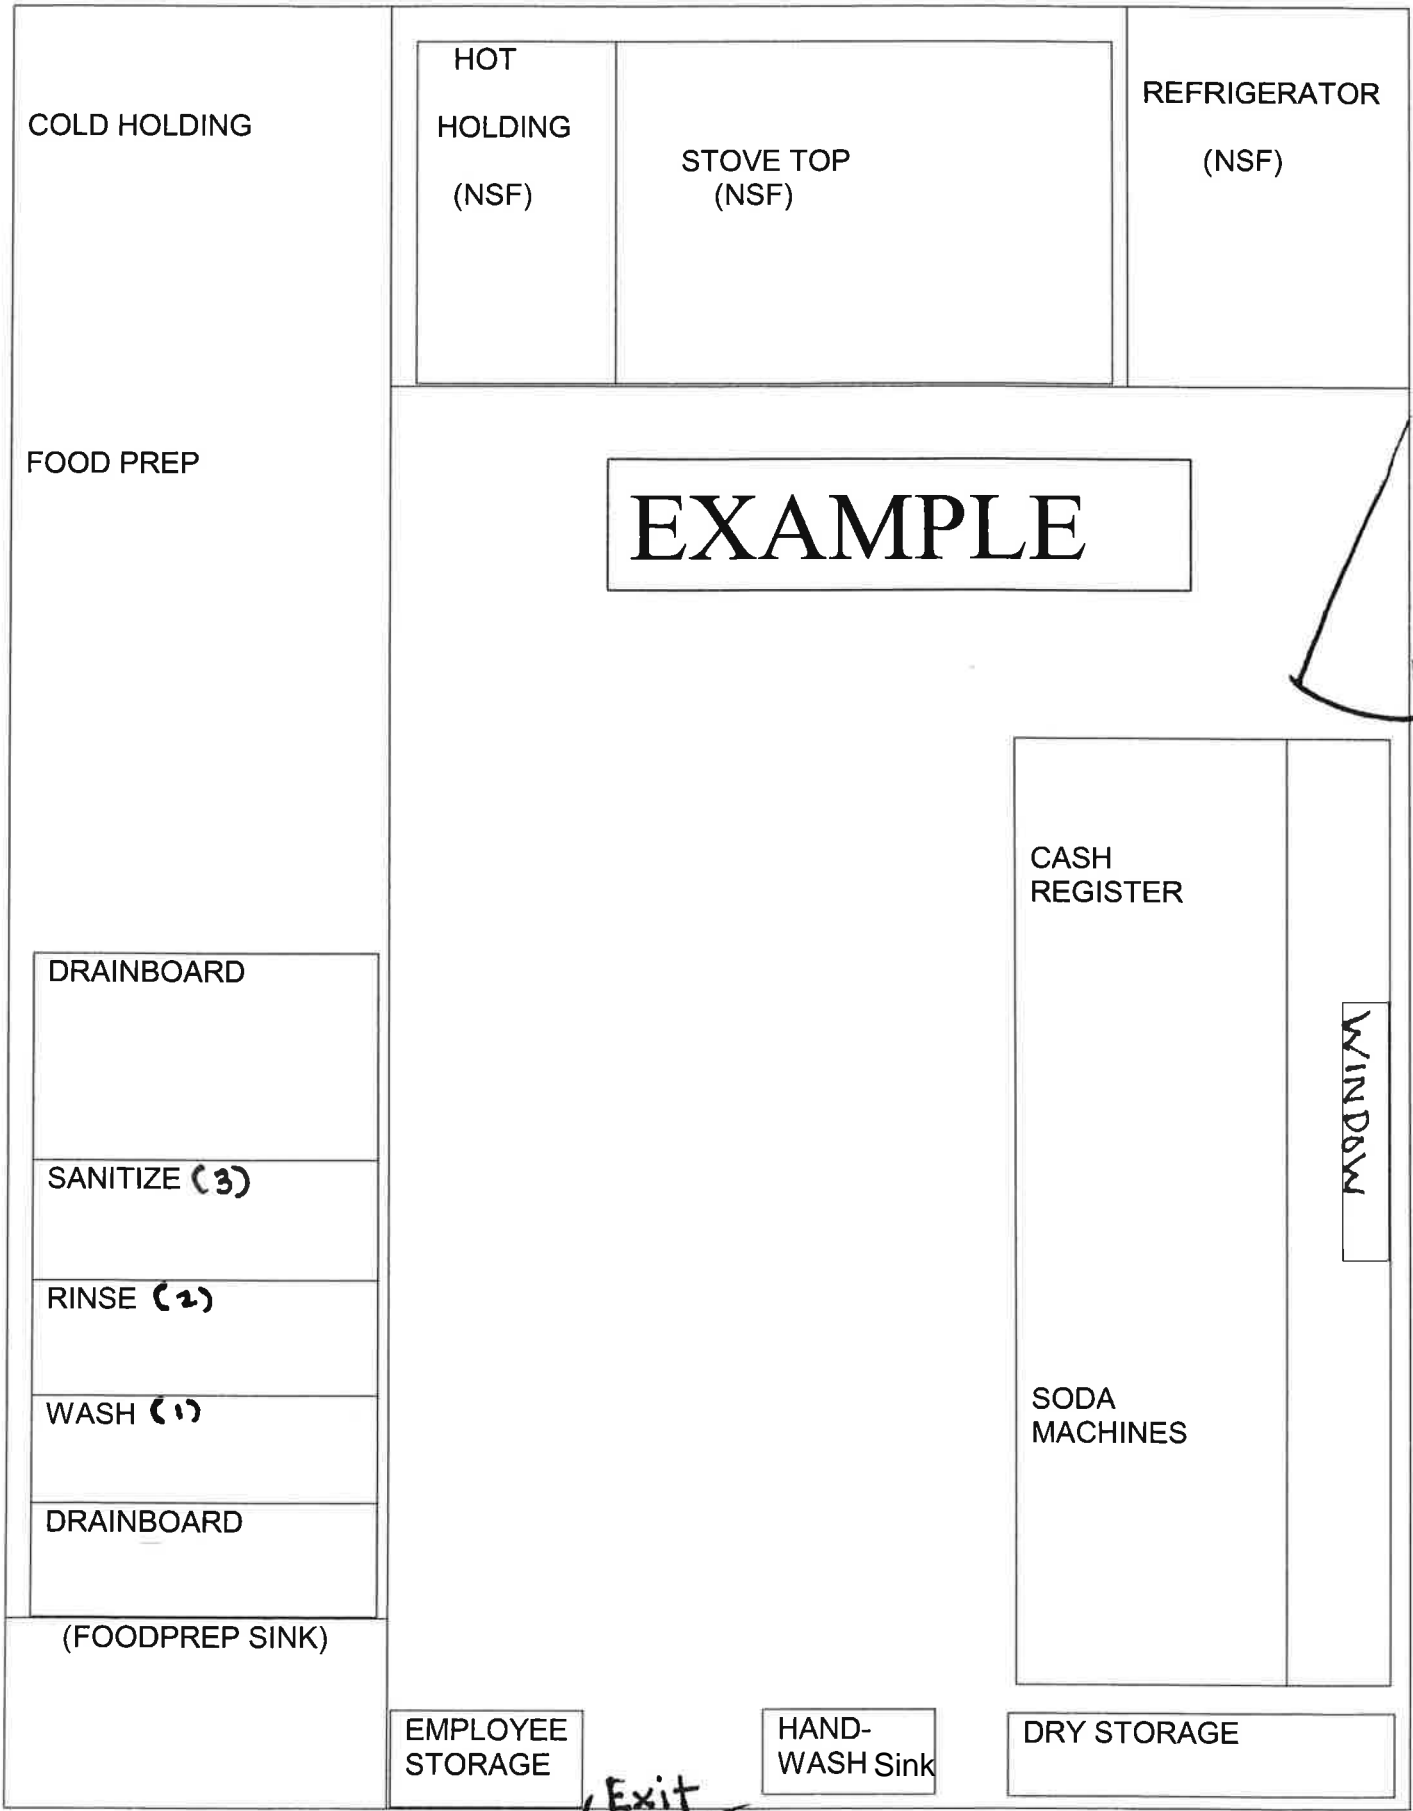 COLD HOLDING
HOT
HOLDING
(NSF)
STOVE TOP
(NSF)
REFRIGERATOR
(NSF)
FOOD PREP
EXAMPLE
CASH
REGISTER
WINDOW
SODA
MACHINES
DRAINBOARD
SANITIZE (3)
RINSE (2)
WASH (1)
DRAINBOARD
(FOODPREP SINK)
EMPLOYEE
STORAGE
Exit
HAND-
WASH Sink
DRY STORAGE